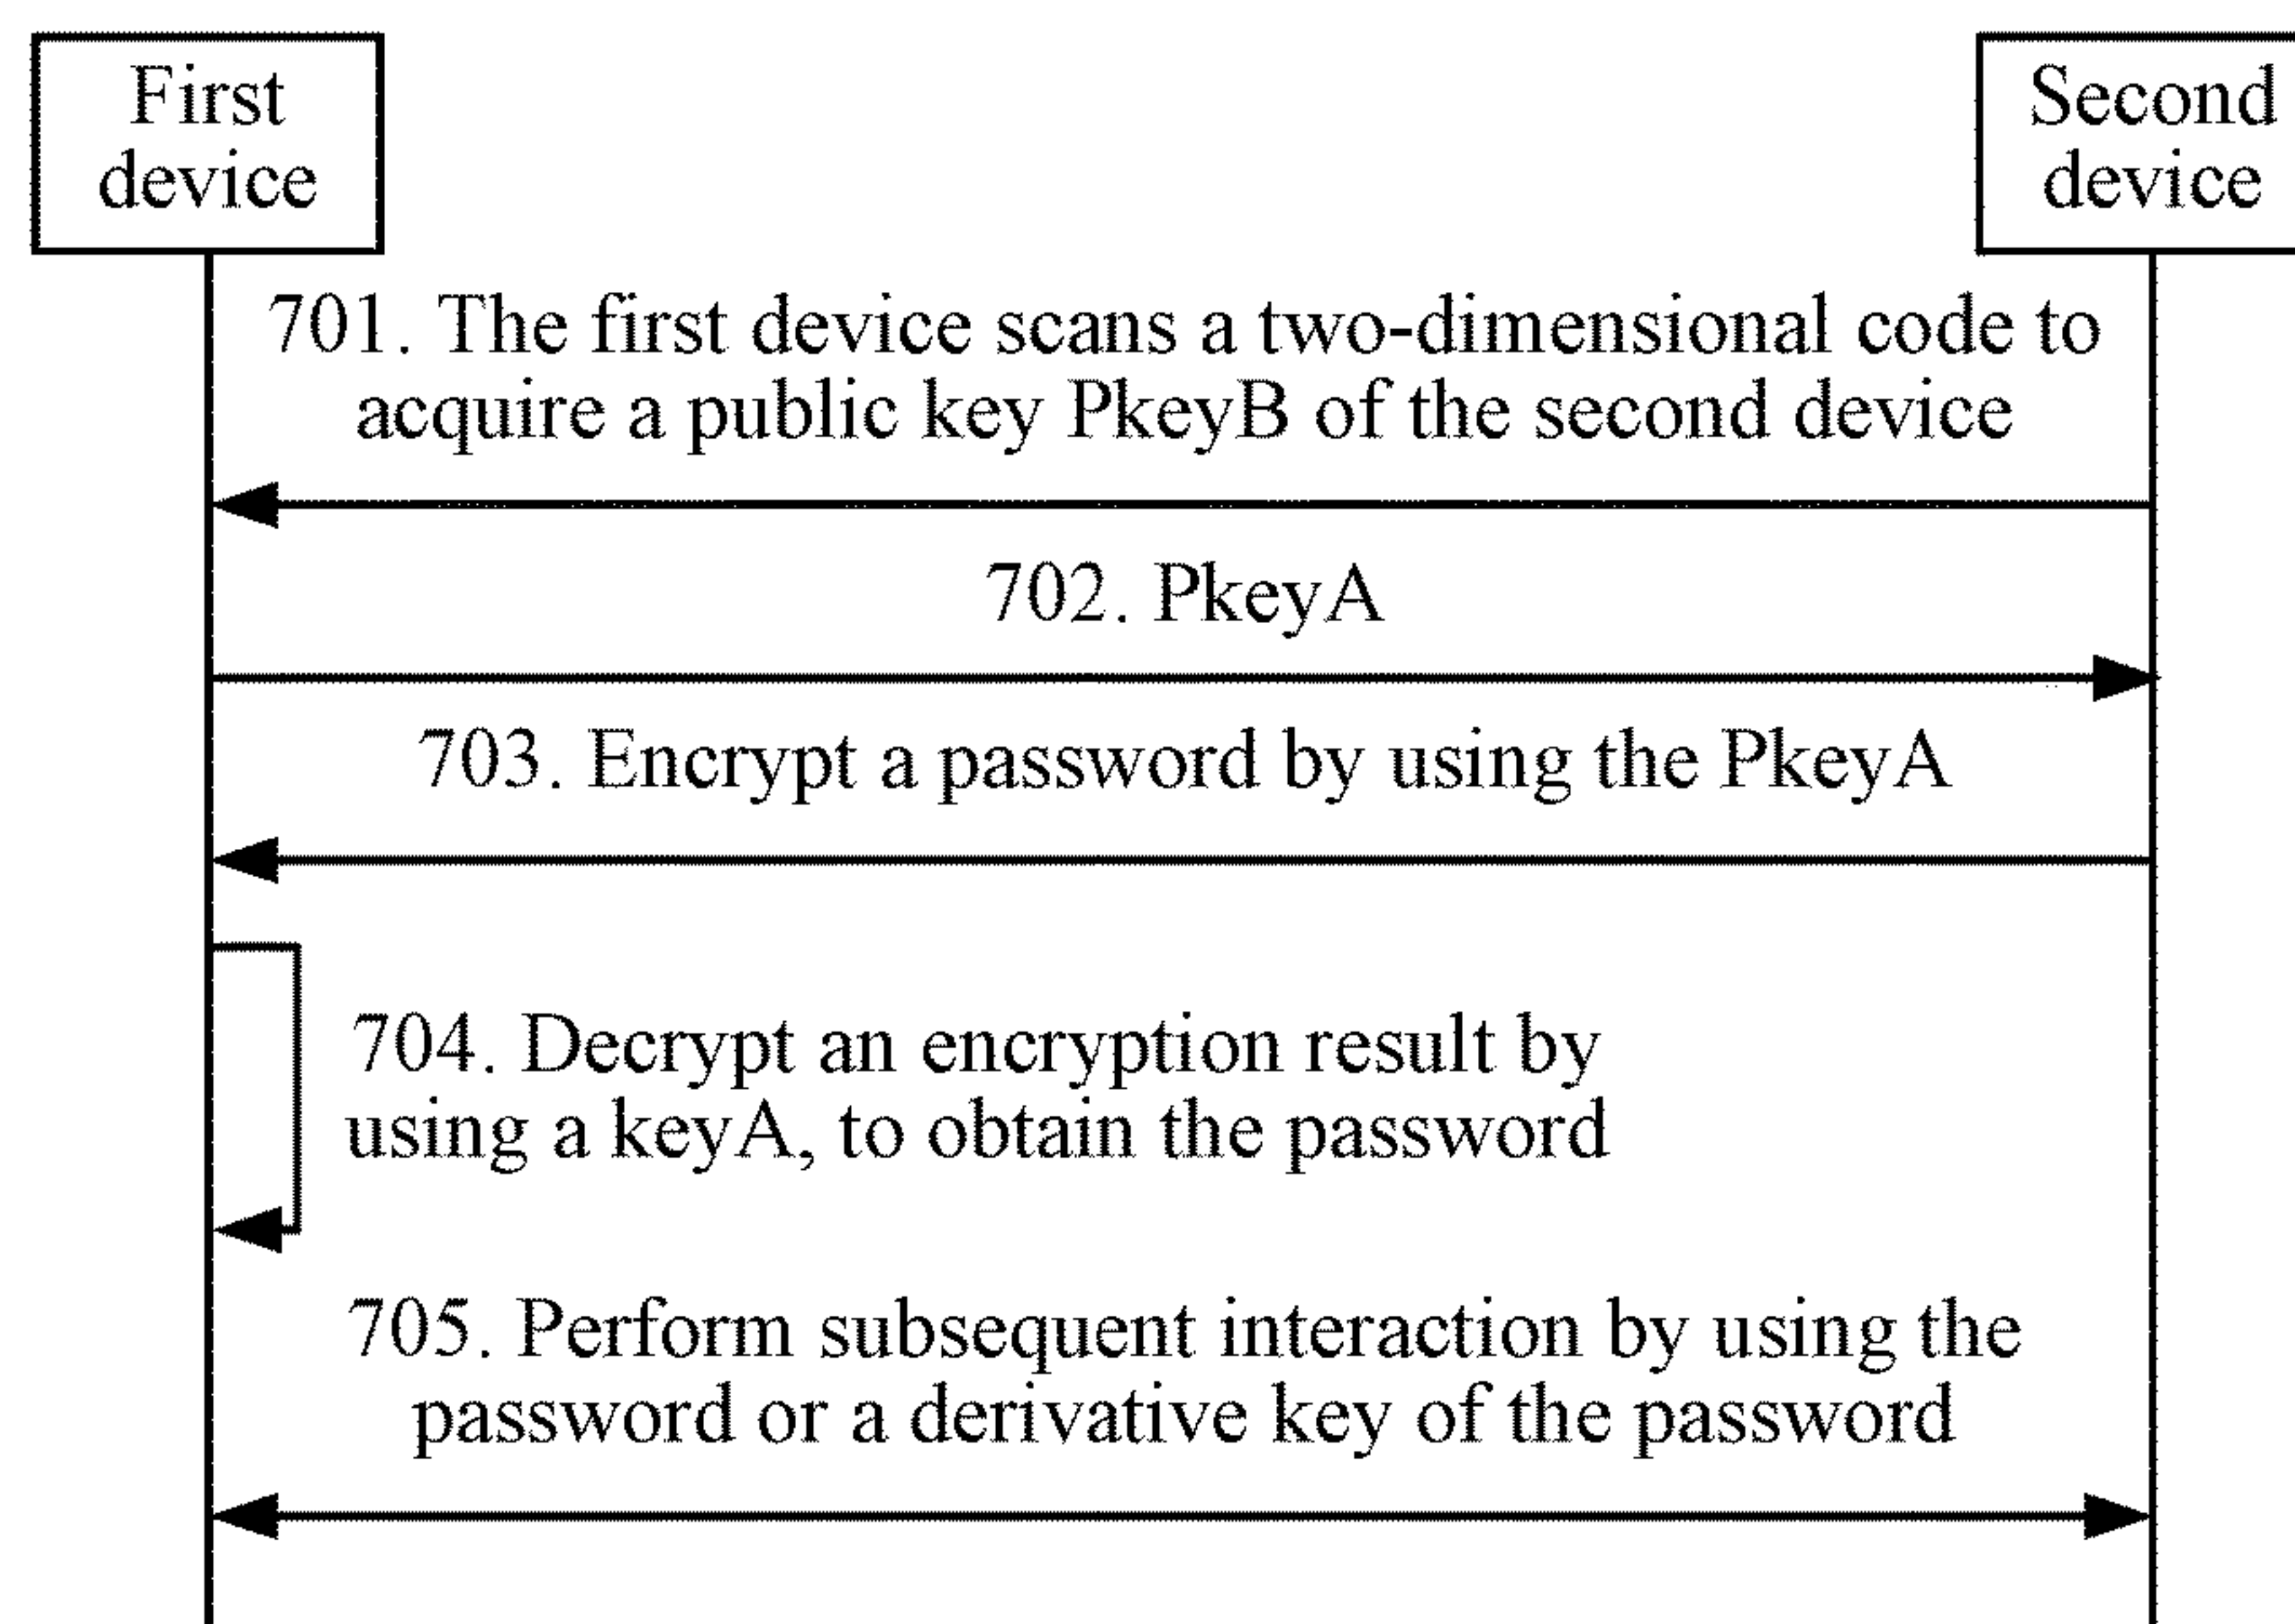 First
device
Second
device
701. The first device scans a two-dimensional code to
acquire a public key PkeyB of the second device
702. PkeyA
703. Encrypt a password by using the PkeyA
704. Decrypt an encryption result by
using a keyA, to obtain the password
705. Perform subsequent interaction by using the
password or a derivative key of the password